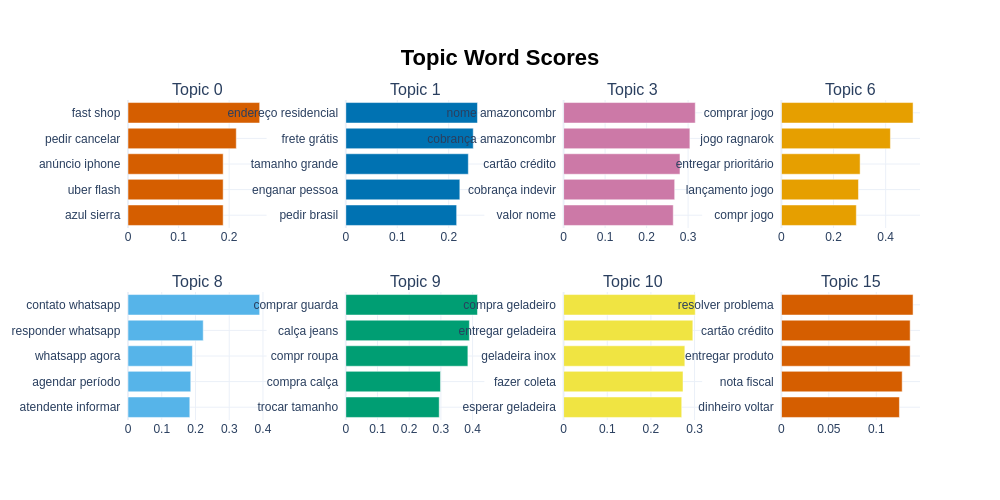 Topic Word Scores
Topic 0
fast shop
pedir cancelar
anúncio iphone
uber flash
azul sierra
0 0.1 0.2
Topic 1
endereço residencial
frete grátis
tamanho grande
enganar pessoa
pedir brasil
0 0.1 0.2
Topic 3
nome amazoncombr
cobrança amazoncombr
cartão crédito
cobrança indevir
valor nome
0 0.1 0.2 0.3
Topic 6
comprar jogo
jogo ragnarok
entregar prioritário
lançamento jogo
compr jogo
0 0.2 0.4
Topic 8
contato whatsapp
responder whatsapp
whatsapp agora
agendar período
atendente informar
0 0.1 0.2 0.3 0.4
Topic 9
comprar guarda
calça jeans
compr roupa
compra calça
trocar tamanho
0 0.1 0.2 0.3 0.4
Topic 10
compra geladeiro
entregar geladeira
geladeira inox
fazer coleta
esperar geladeira
0 0.1 0.2 0.3
Topic 15
resolver problema
cartão crédito
entregar produto
nota fiscal
dinheiro voltar
0 0.05 0.1